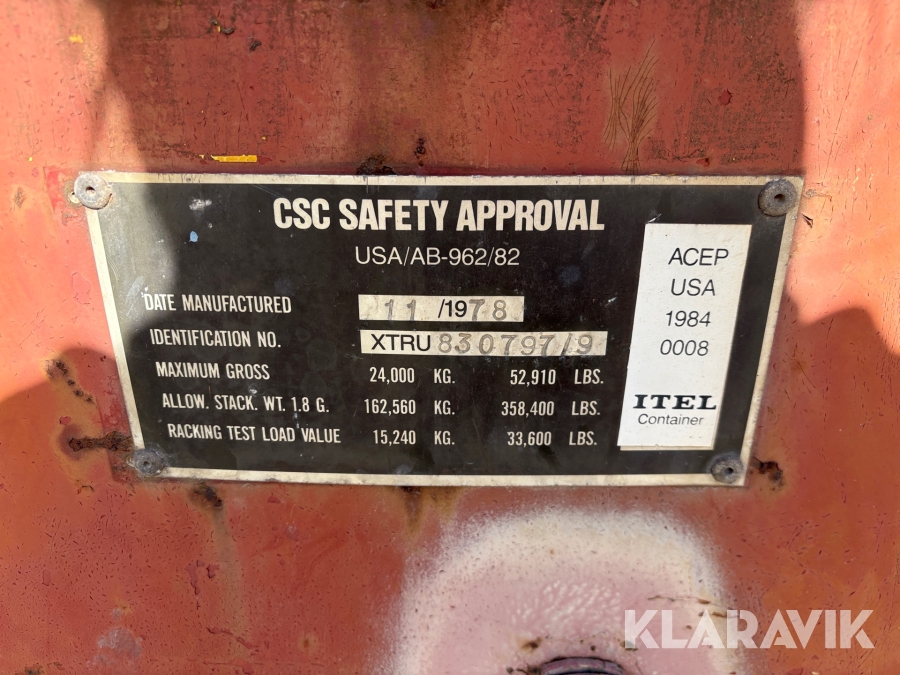 CSC SAFETY APPROVAL
USA/AB-962/82
DATE MANUFACTURED 11/1978
IDENTIFICATION NO. XTRU 830797/9
MAXIMUM GROSS 24,000 KG. 52,910 LBS.
ALLOW. STACK. WT. 1.8 G. 162,560 KG. 358,400 LBS.
RACKING TEST LOAD VALUE 15,240 KG. 33,600 LBS.
ACEP
USA
1984
0008
ITEL
Container
KLARAVIK